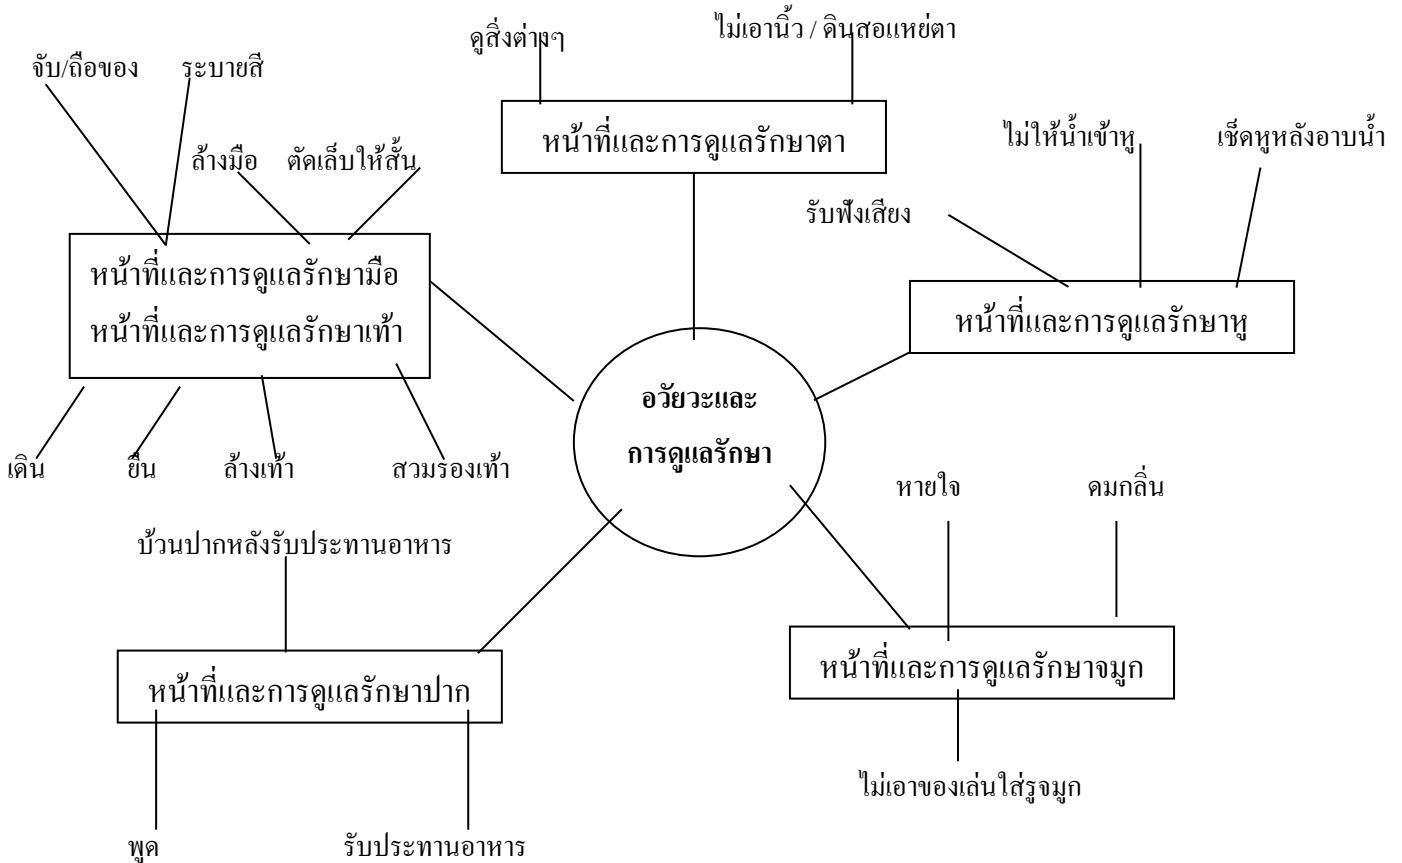 ดูสิ่งต่างๆ
ไม่เอานิ้ว / ดินสอแหย่ตา
จับ/ถือของ
ระบายสี
หน้าที่และการดูแลรักษาตา
ไม่ให้น้ำเข้าหู
เช็ดหูหลังอาบน้ำ
ล้างมือ
ตัดเล็บให้สั้น
รับฟังเสียง
หน้าที่และการดูแลรักษามือ
หน้าที่และการดูแลรักษาเท้า
หน้าที่และการดูแลรักษาหู
อวัยวะและ
การดูแลรักษา
เดิน
ยืน
ล้างเท้า
สวมรองเท้า
หายใจ
ดมกลิ่น
บ้วนปากหลังรับประทานอาหาร
หน้าที่และการดูแลรักษาปาก
หน้าที่และการดูแลรักษาจมูก
ไม่เอาของเล่นใส่รูจมูก
พูด
รับประทานอาหาร